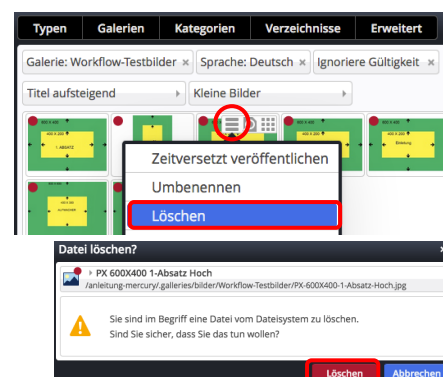 Typen Galerien Kategorien Verzeichnisse Erweitert
Galerie: Workflow-Testbilder × Sprache: Deutsch × Ignoriere Gültigkeit ×
Titel aufsteigend Kleine Bilder
1. ABSATZ
Einleitung
Zeitversetzt veröffentlichen
Umbenennen
Löschen
Datei löschen?
PX 600X400 1-Absatz Hoch
/anleitung-mercury/.galleries/bilder/Workflow-Testbilder/PX-600X400-1-Absatz-Hoch.jpg
Sie sind im Begriff eine Datei vom Dateisystem zu löschen.
Sind Sie sicher, dass Sie das tun wollen?
Löschen Abbrechen